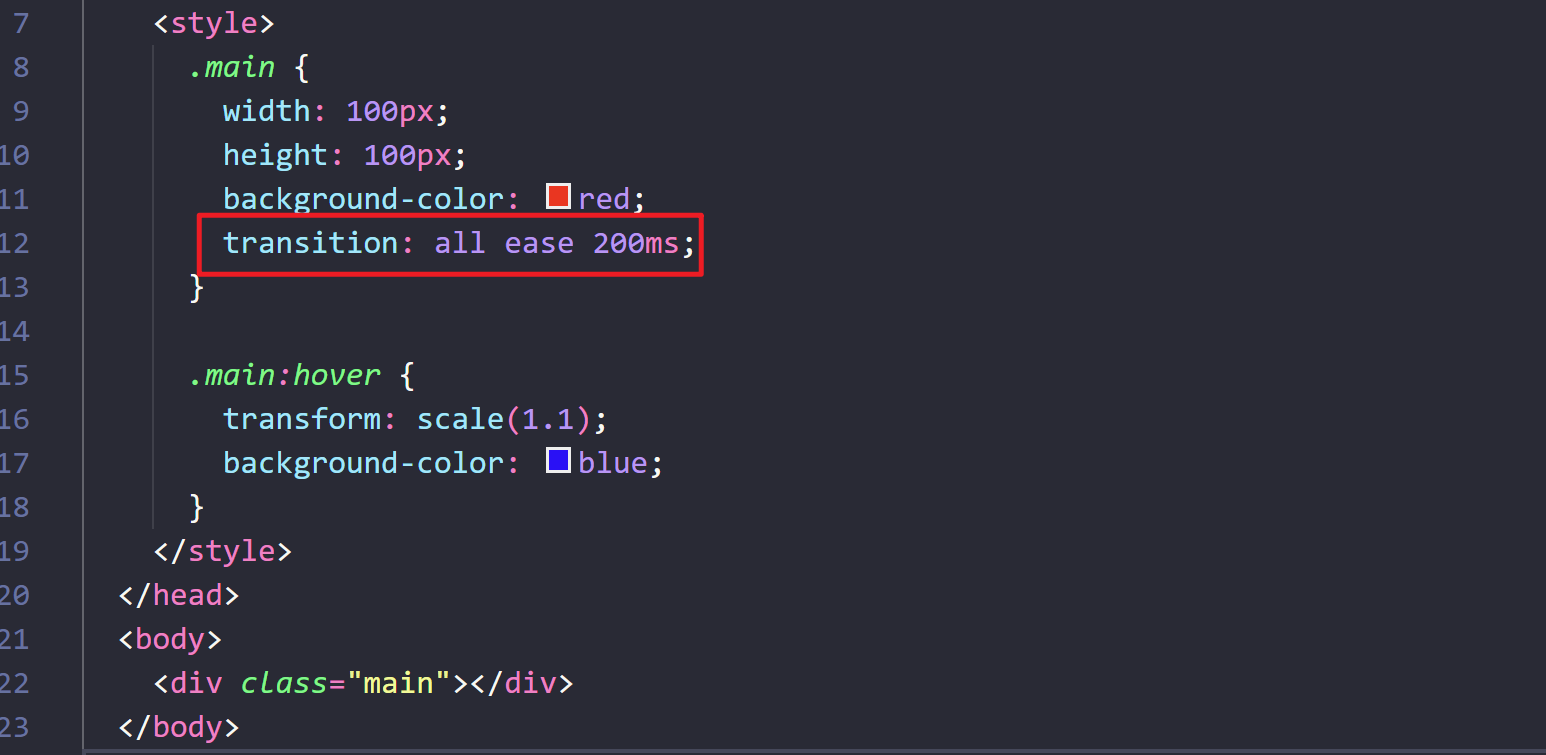 7 <style>
8 .main {
9 width: 100px;
10 height: 100px;
11 background-color: red;
12 transition: all ease 200ms;
13 }
14
15 .main:hover {
16 transform: scale(1.1);
17 background-color: blue;
18 }
19 </style>
20 </head>
21 <body>
22 <div class="main"></div>
23 </body>